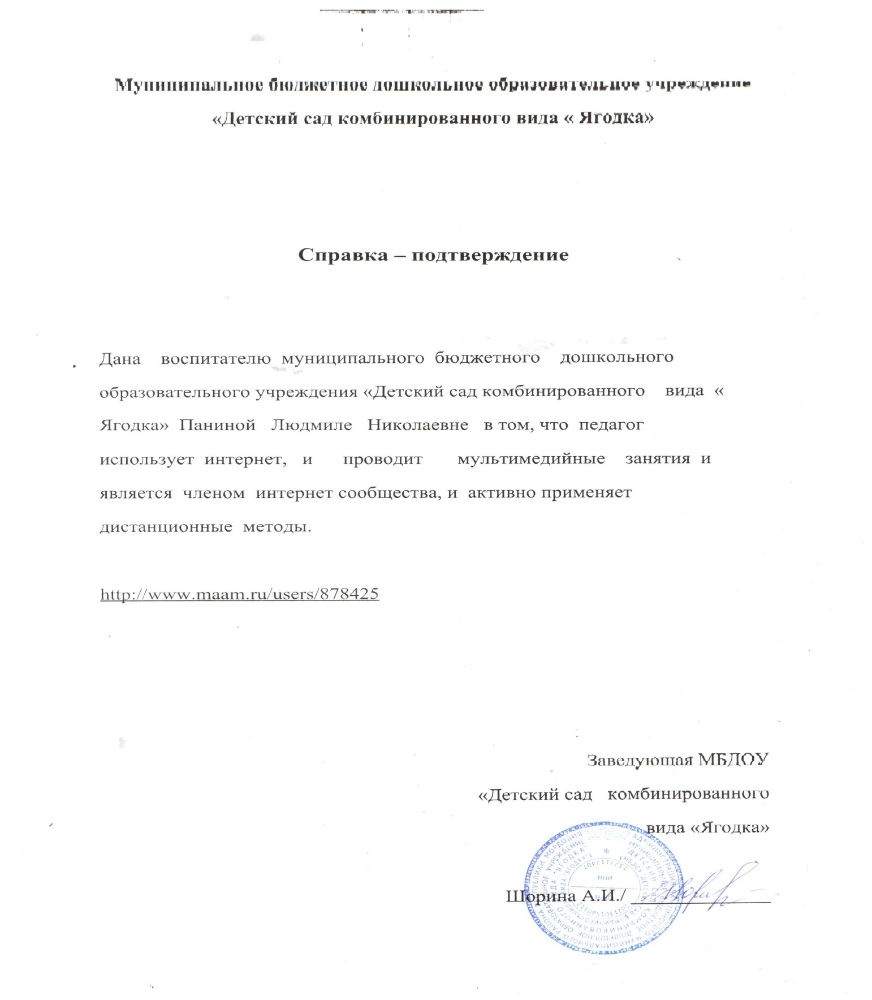 Муниципальное бюджетное дошкольное образовательное учреждение
«Детский сад комбинированного вида « Ягодка»
Справка – подтверждение
Дана воспитателю муниципального бюджетного дошкольного
образовательного учреждения «Детский сад комбинированного вида «
Ягодка» Паниной Людмиле Николаевне в том, что педагог
использует интернет, и проводит мультимедийные занятия и
является членом интернет сообщества, и активно применяет
дистанционные методы.
http://www.maam.ru/users/878425
Заведующая МБДОУ
«Детский сад комбинированного
вида «Ягодка»
Шорина А.И./